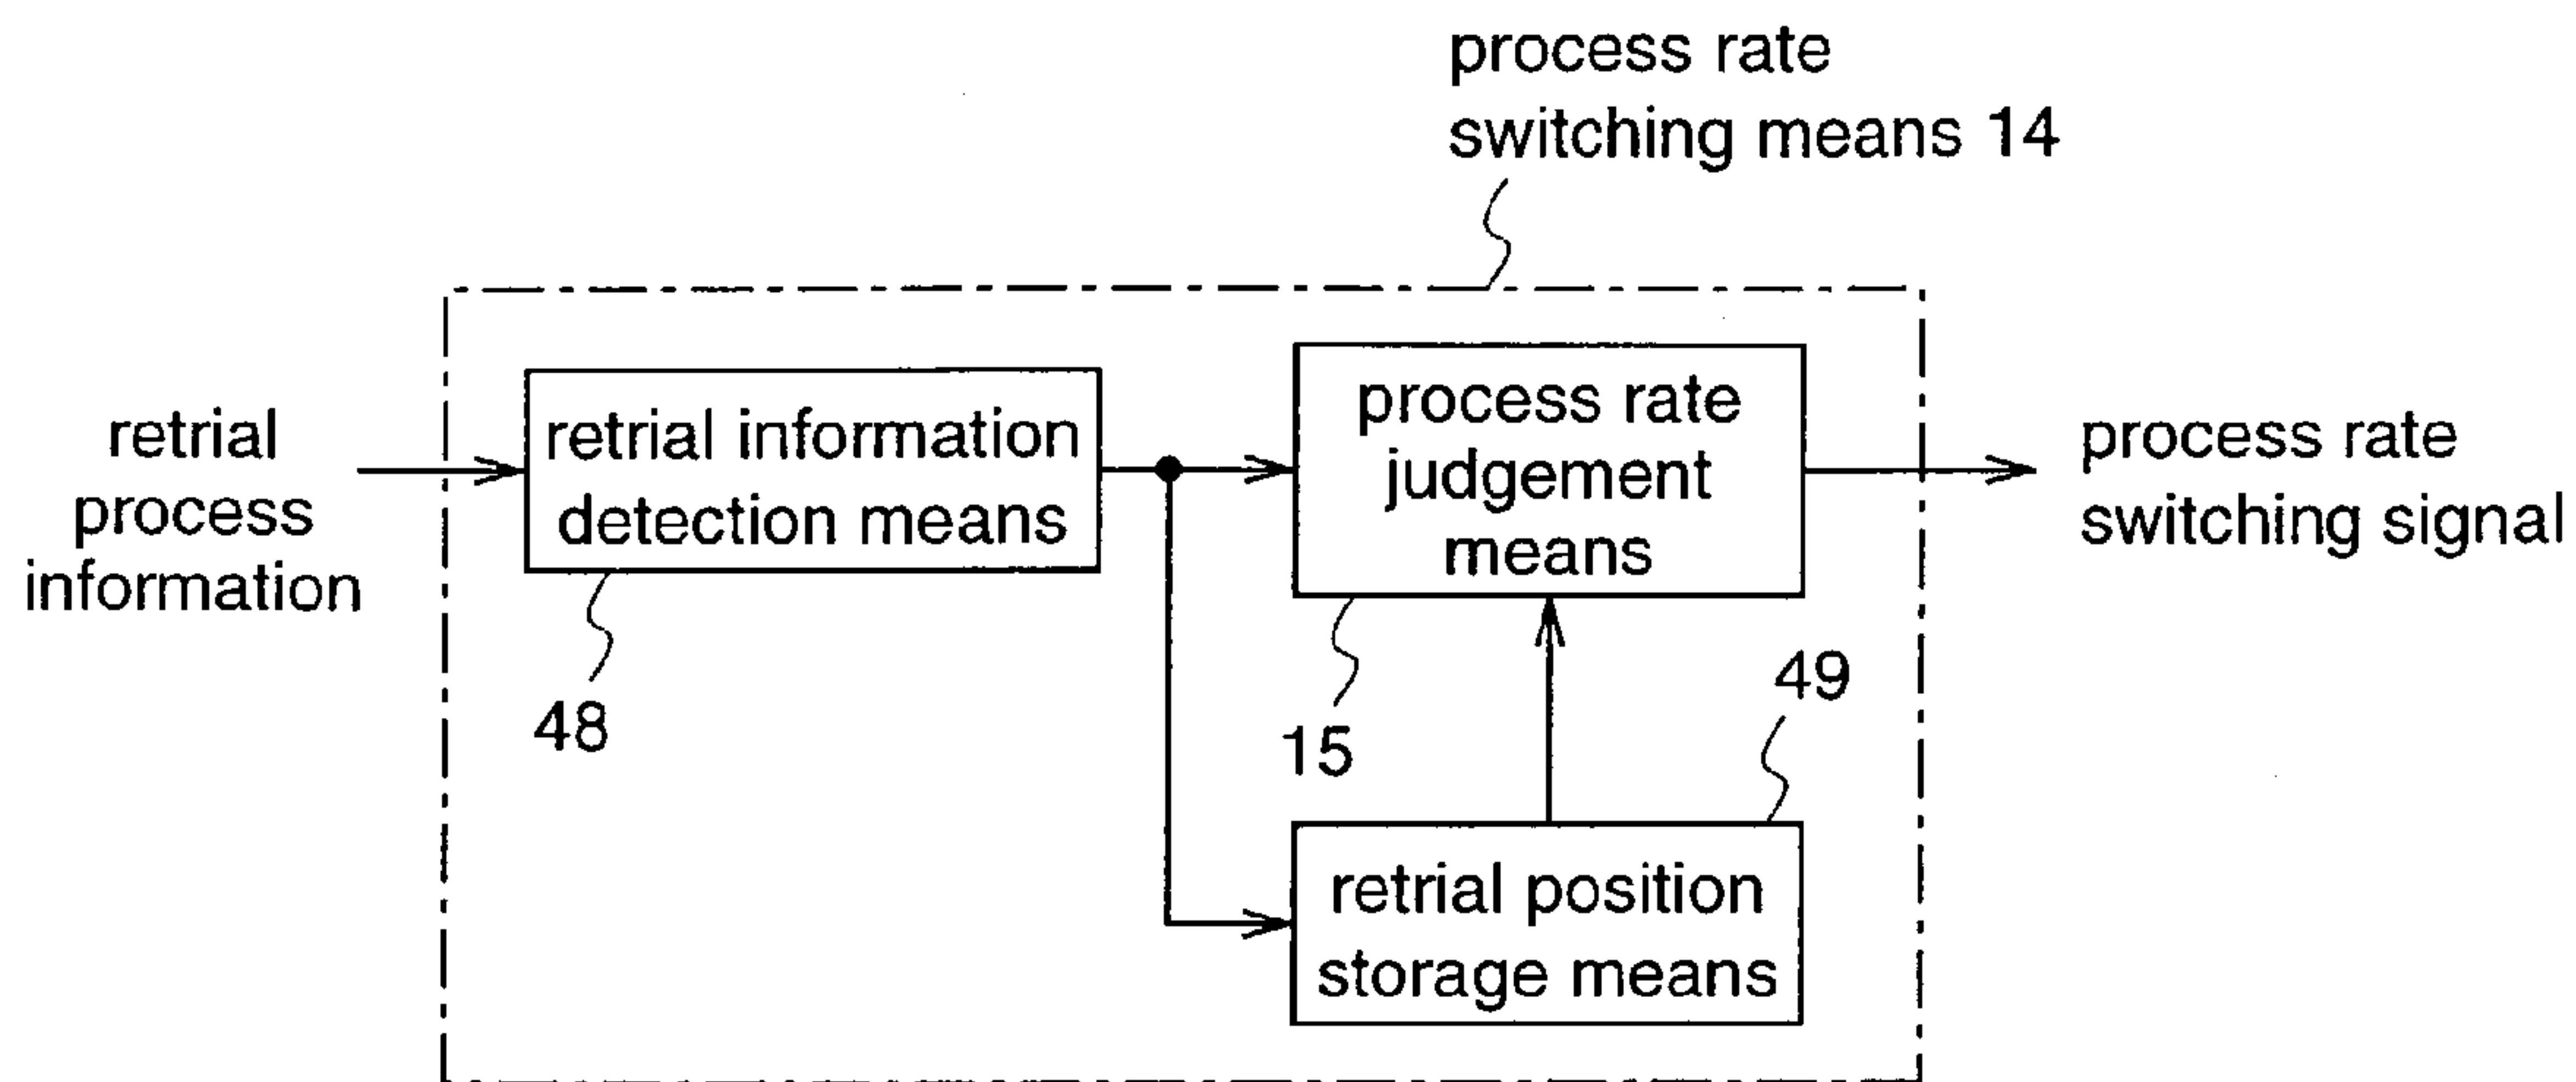 process rate
switching means 14
retrial
process
information
retrial information
detection means
48
process rate
judgement
means
15
49
retrial position
storage means
process rate
switching signal